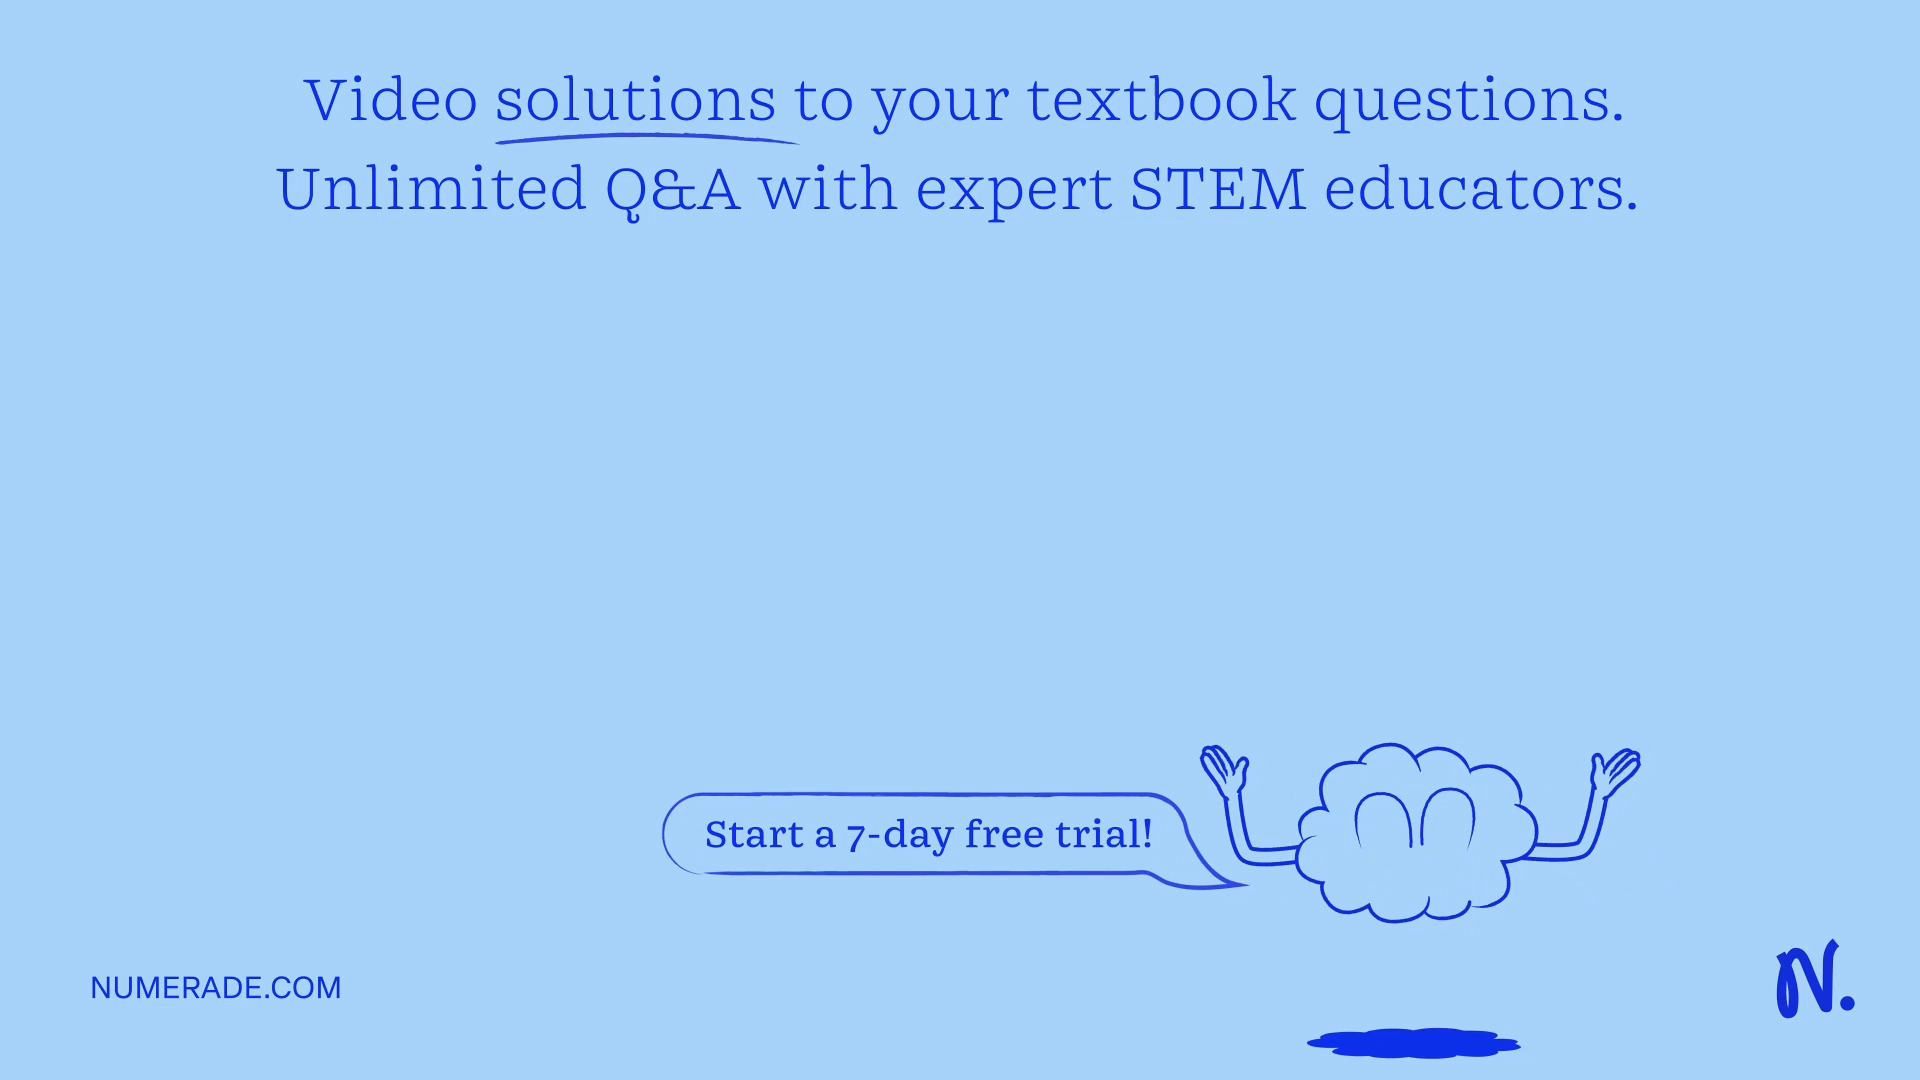 Video solutions to your textbook questions.
Unlimited Q&A with expert STEM educators.
Start a 7-day free trial!
NUMERADE.COM
N.